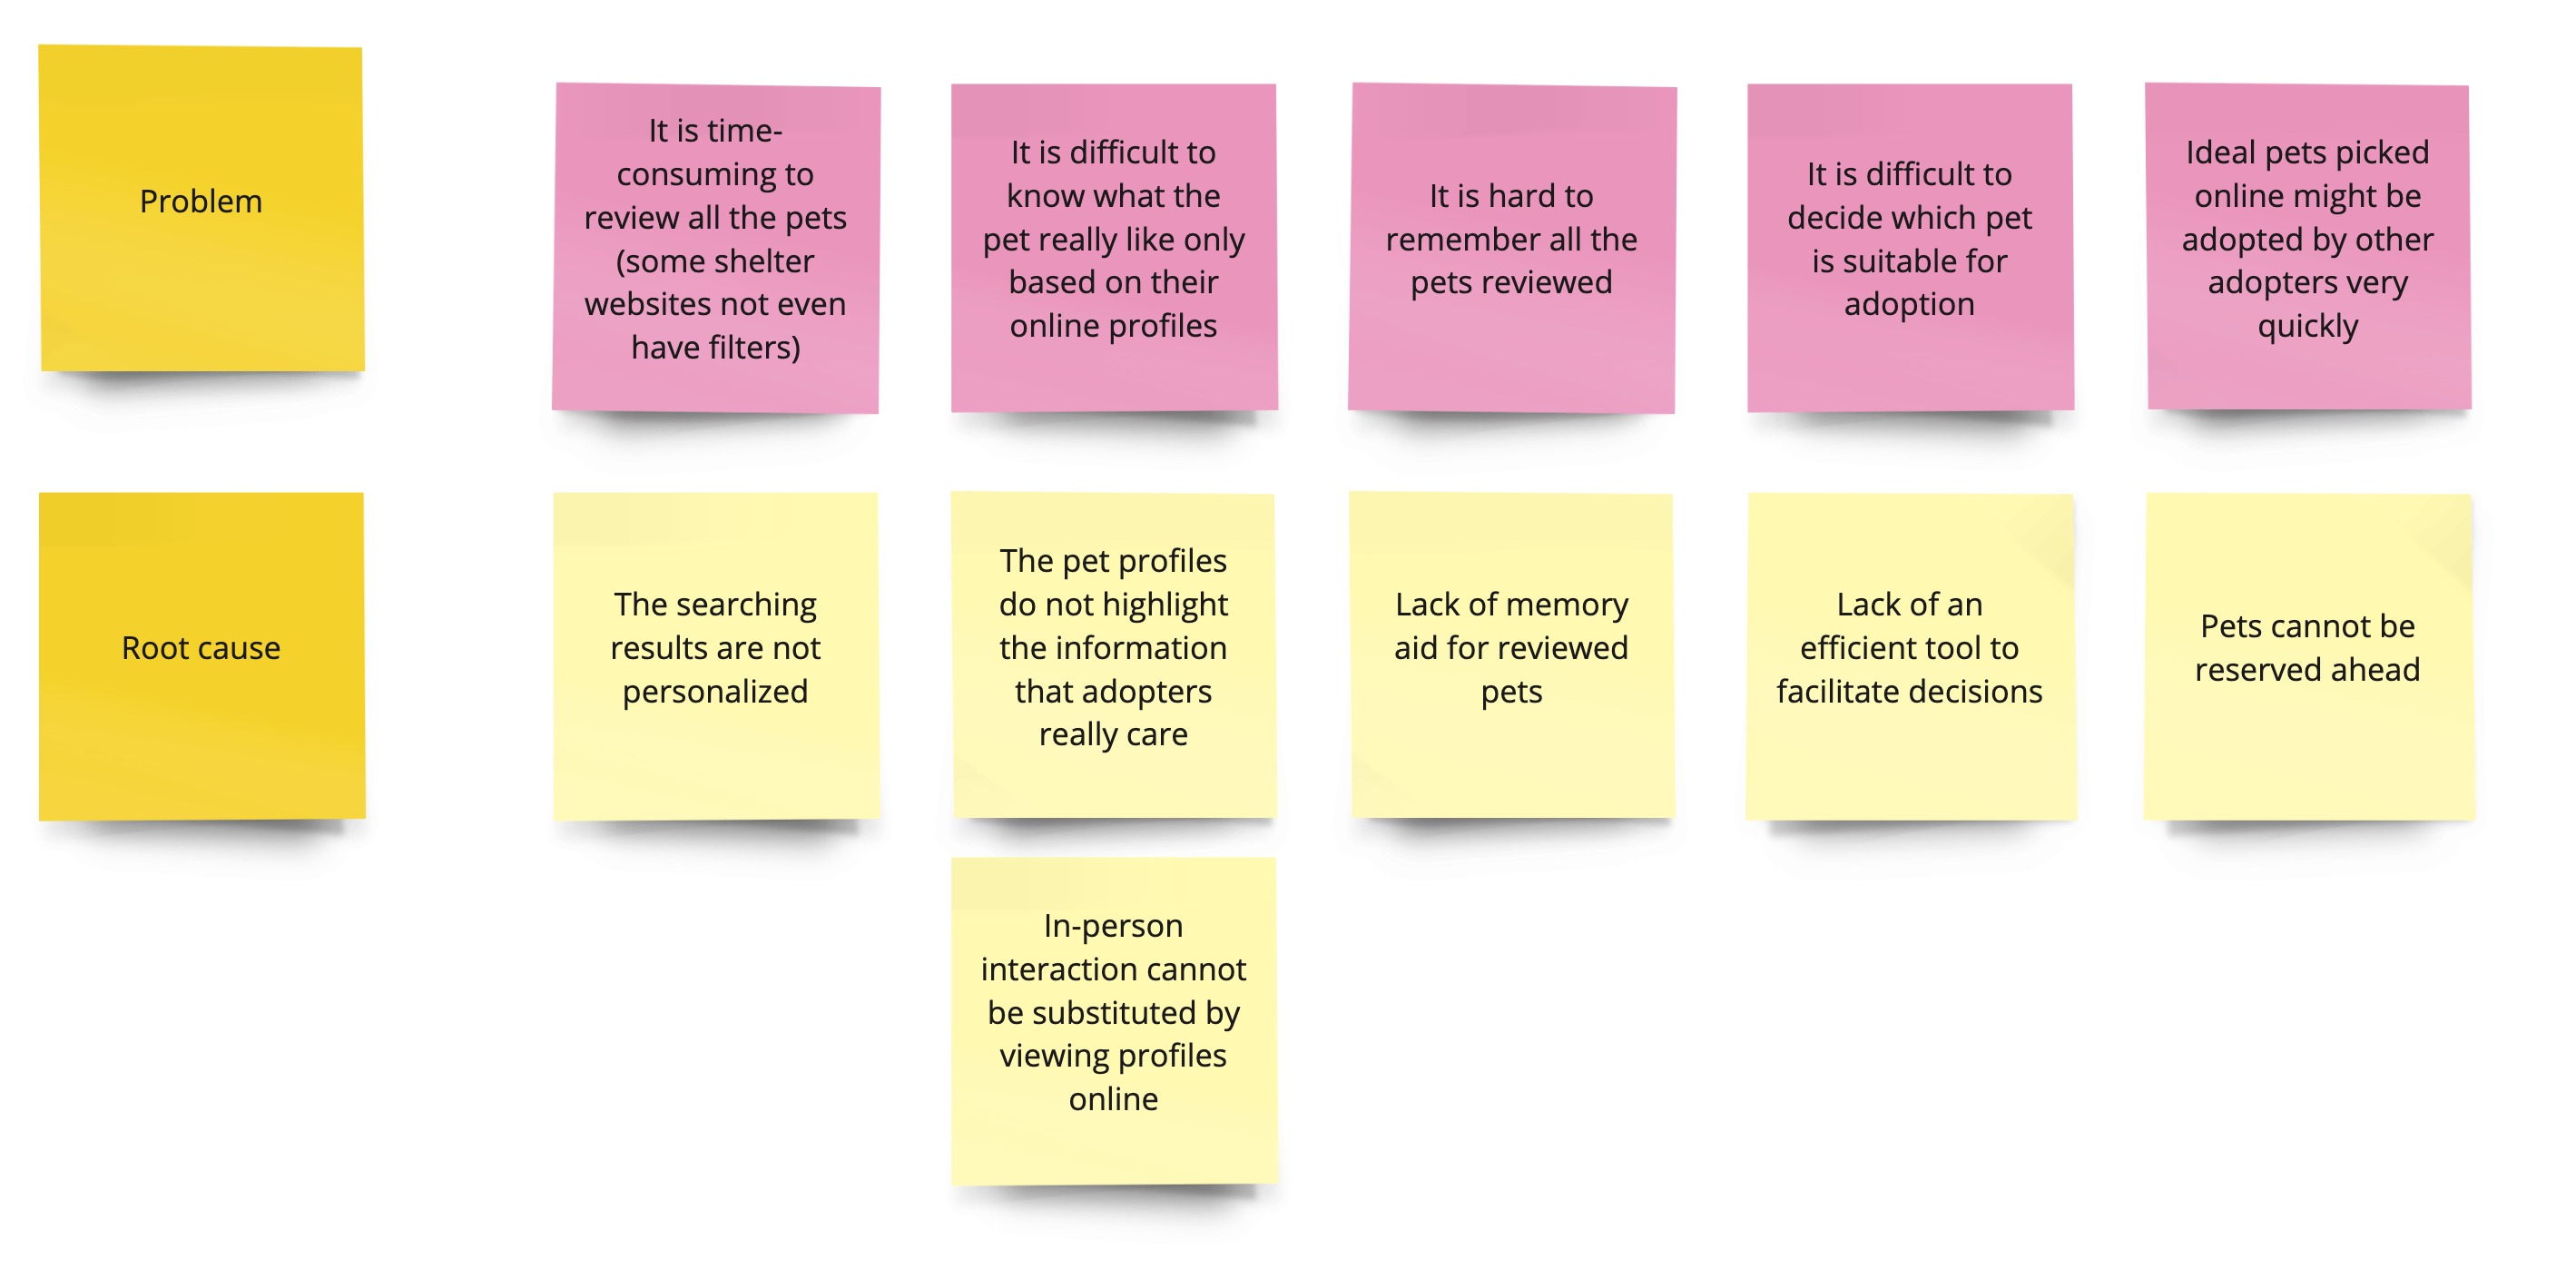 Problem
It is time-
consuming to
review all the pets
(some shelter
websites not even
have filters)
It is difficult to
know what the
pet really like only
based on their
online profiles
It is hard to
remember all the
pets reviewed
It is difficult to
decide which pet
is suitable for
adoption
Ideal pets picked
online might be
adopted by other
adopters very
quickly
Root cause
The searching
results are not
personalized
The pet profiles
do not highlight
the information
that adopters
really care
Lack of memory
aid for reviewed
pets
Lack of an
efficient tool to
facilitate decisions
Pets cannot be
reserved ahead
In-person
interaction cannot
be substituted by
viewing profiles
online